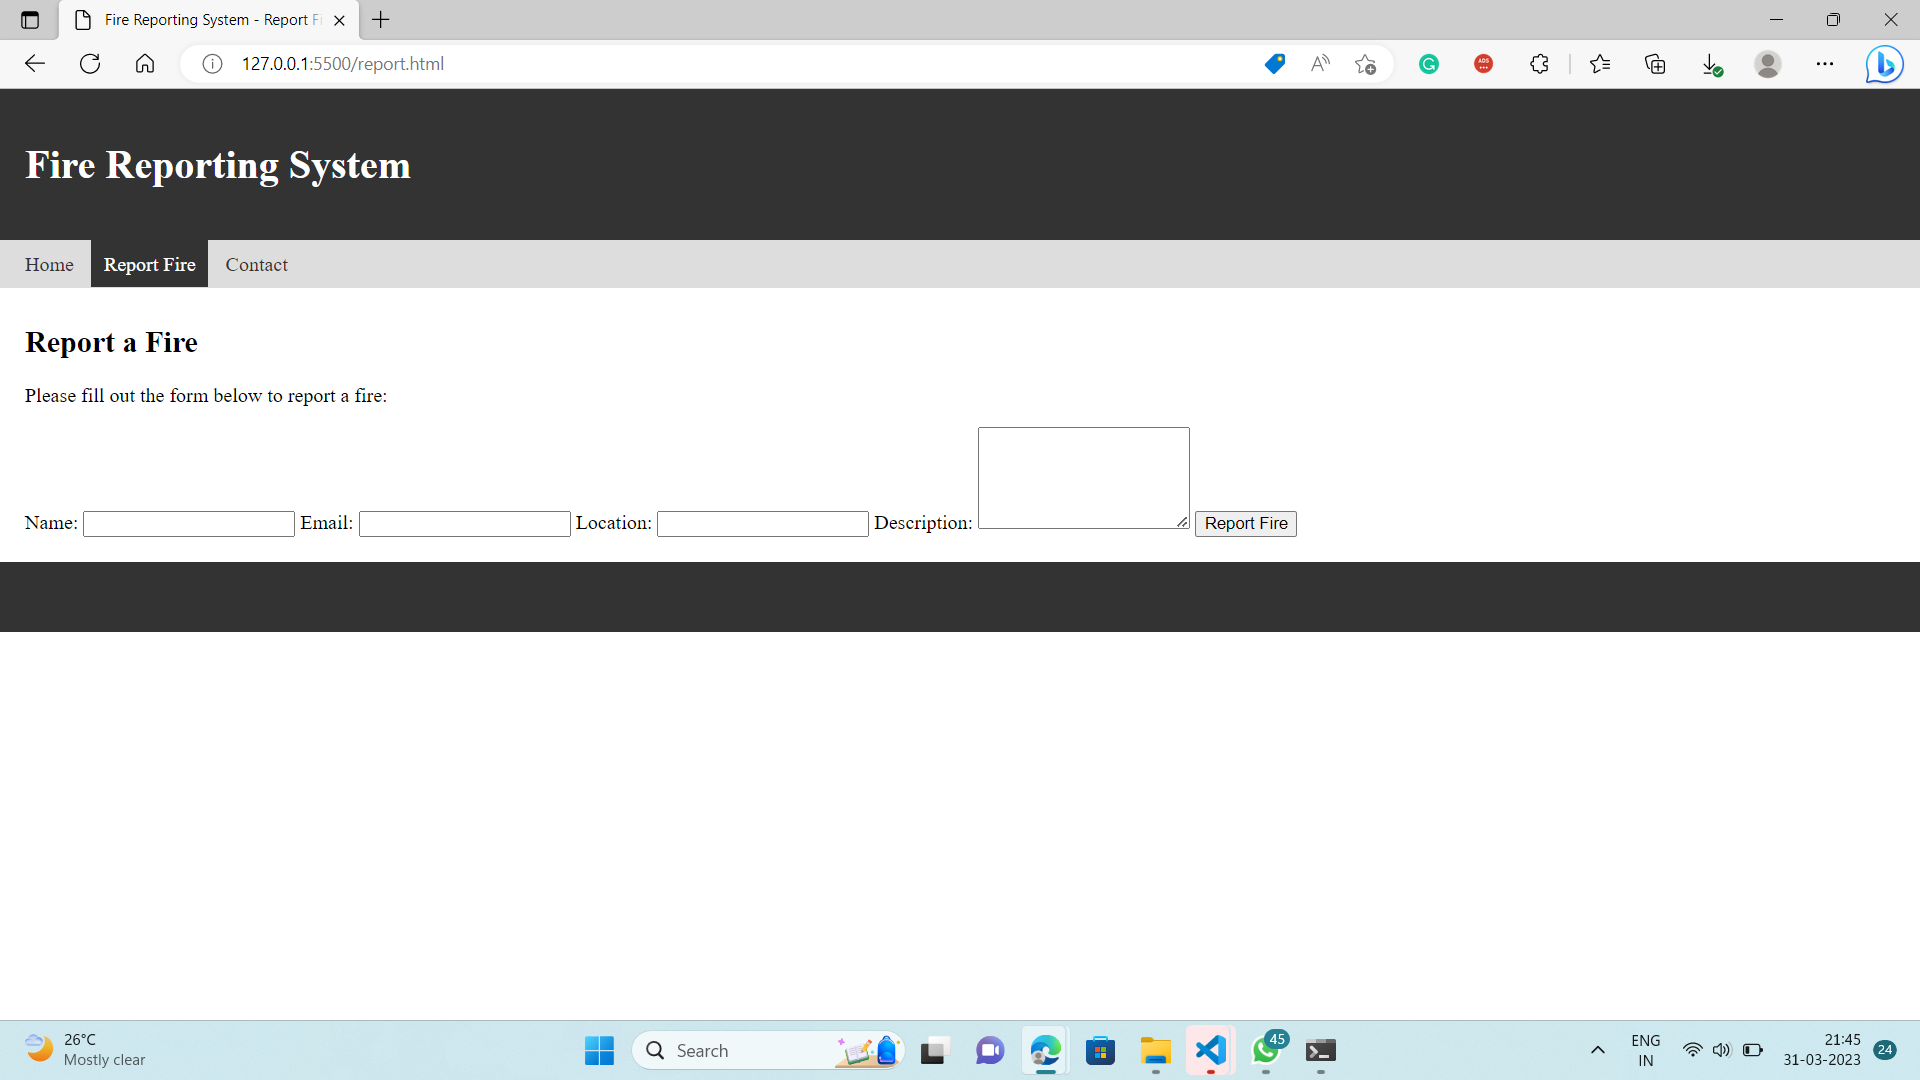 Fire Reporting System - Report F
127.0.0.1:5500/report.html
ADS
Fire Reporting System
Home Report Fire Contact
Report a Fire
Please fill out the form below to report a fire:
Name: Email: Location: Description: Report Fire
26°C
Mostly clear
Search
45
ENG
IN
21:45
31-03-2023
24